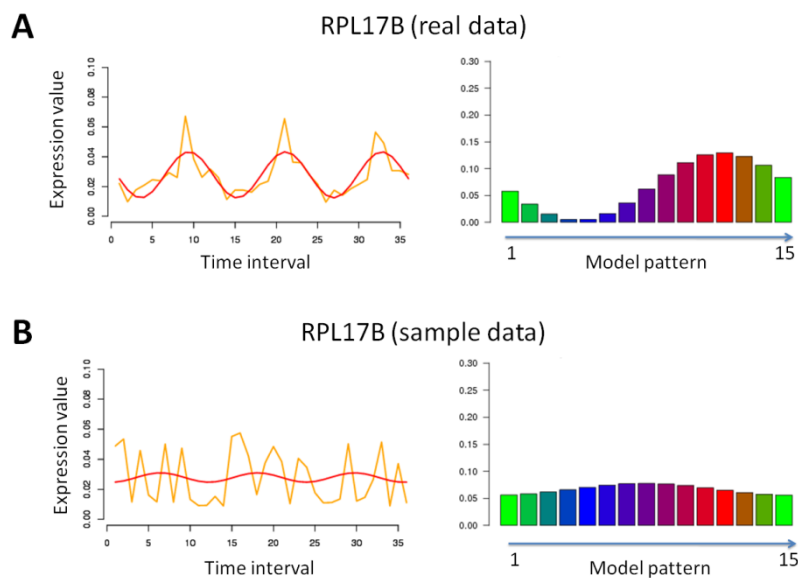 A
RPL17B (real data)
Expression value
0.00 0.02 0.04 0.06 0.08 0.10
0 5 10 15 20 25 30 35
Time interval
0.30
0.25
0.20
0.15
0.10
0.05
0.00
1 15
Model pattern
B
RPL17B (sample data)
Expression value
0.00 0.02 0.04 0.06 0.08 0.10
0 5 10 15 20 25 30 35
Time interval
0.30
0.25
0.20
0.15
0.10
0.05
0.00
1 15
Model pattern